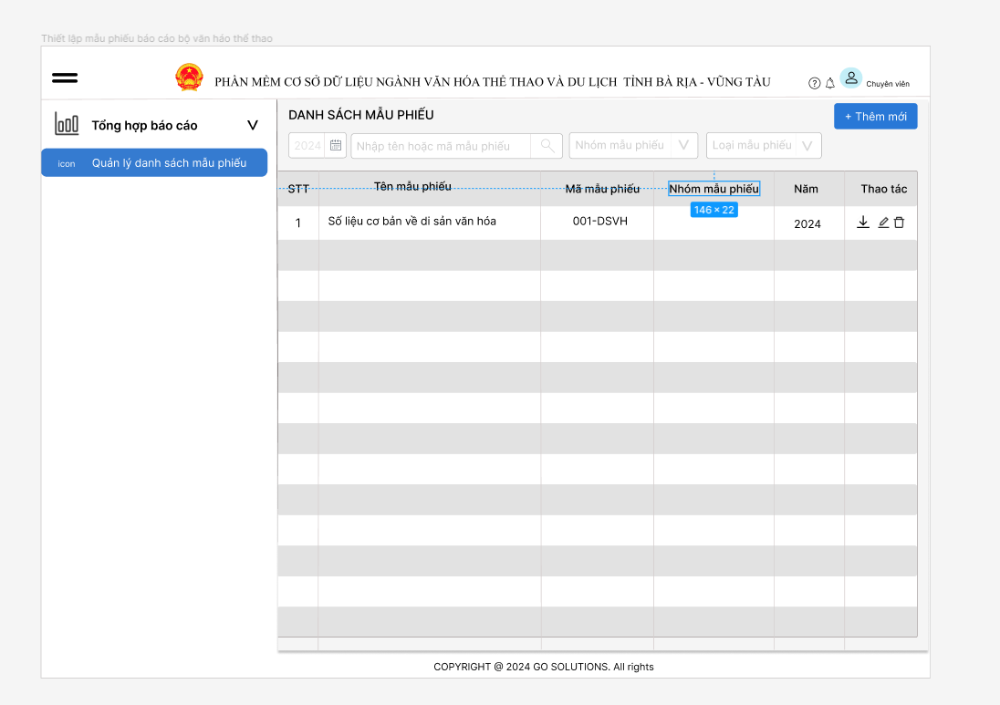 Thiết lập mẫu phiếu báo cáo bộ văn háo thể thao
PHẦN MỀM CƠ SỞ DỮ LIỆU NGÀNH VĂN HÓA THỂ THAO VÀ DU LỊCH TỈNH BÀ RỊA - VŨNG TÀU
? Chuyên viên
Tổng hợp báo cáo V
icon Quản lý danh sách mẫu phiếu
DANH SÁCH MẪU PHIẾU
+ Thêm mới
2024 Nhập tên hoặc mã mẫu phiếu Nhóm mẫu phiếu V Loại mẫu phiếu V
STT Tên mẫu phiếu Mã mẫu phiếu Nhóm mẫu phiếu Năm Thao tác
146 × 22
1 Số liệu cơ bản về di sản văn hóa 001-DSVH 2024
COPYRIGHT @ 2024 GO SOLUTIONS. All rights